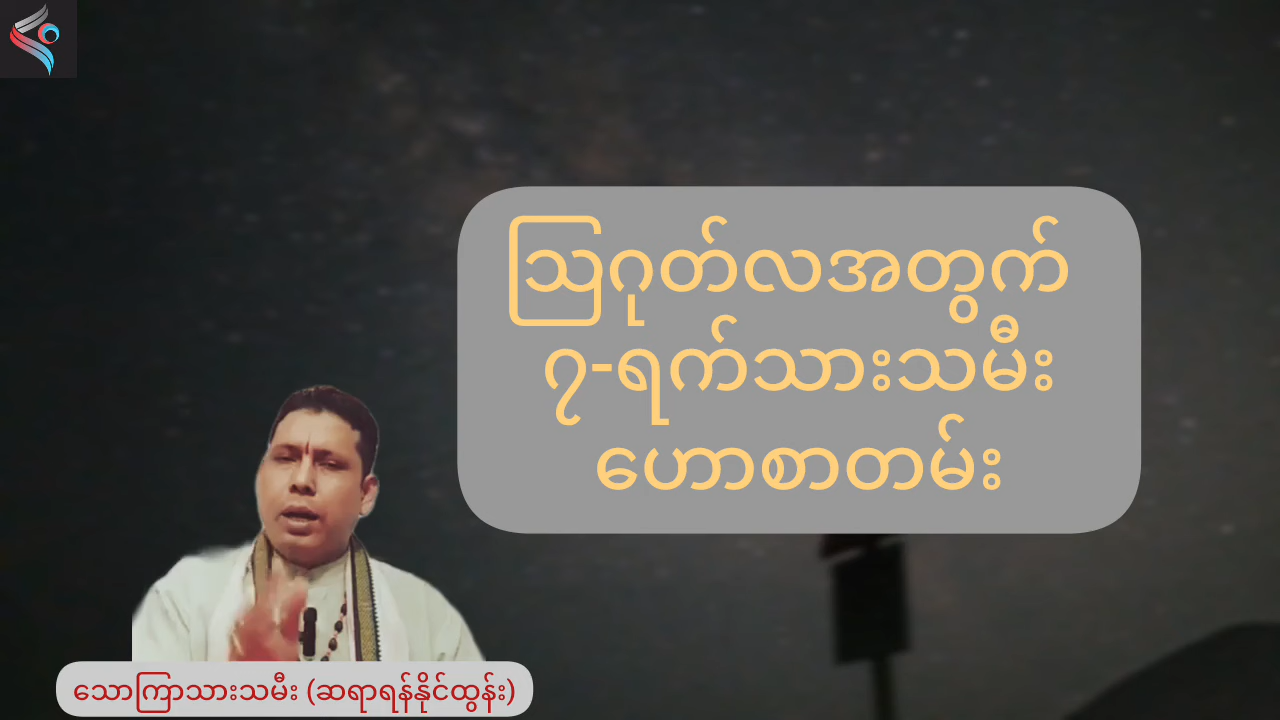 ဩဂုတ်လအတွက်
၇-ရက်သားသမီး
ဟောစာတမ်း
သောကြာသားသမီး (ဆရာရန်နိုင်ထွန်း)